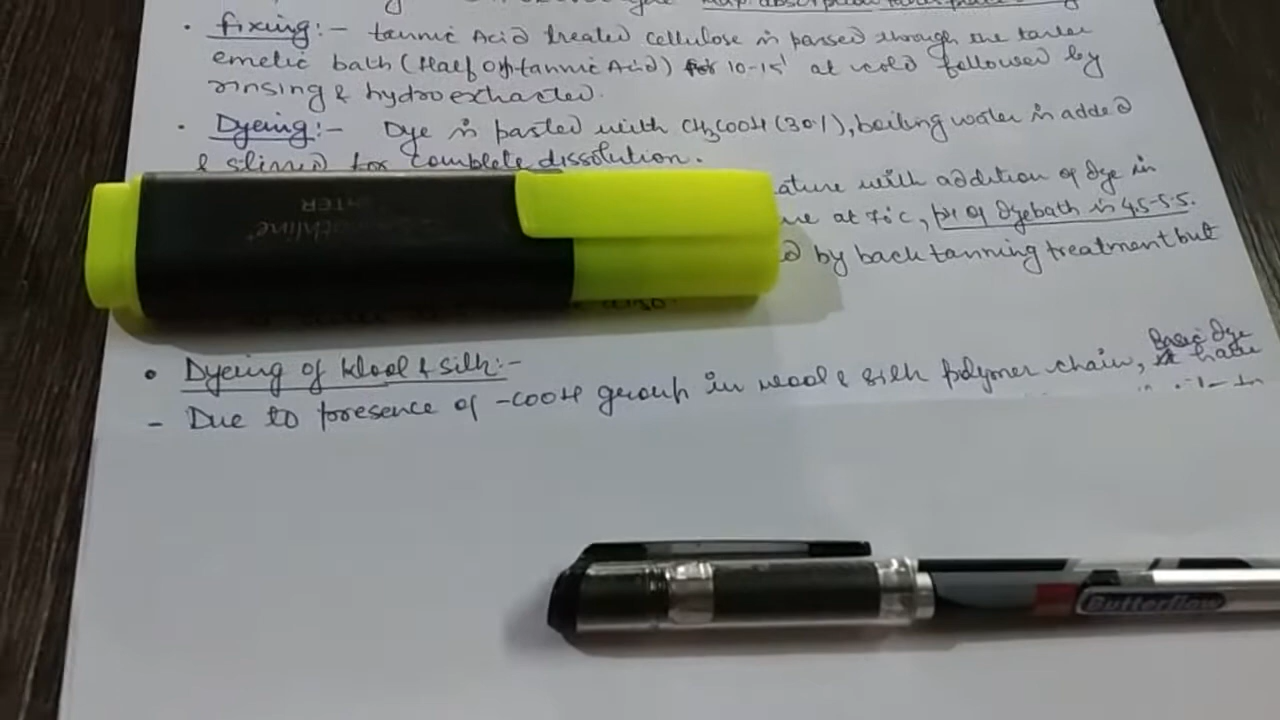 • fixing:- tannic Acid treated cellulose is passed through the tartar
emetic bath (Half of tannic Acid) for 10-15' at cold followed by
rinsing & hydroextracted.
• Dyeing:- Dye is pasted with CH3COOH (30%), boiling water is added
& stirred for complete dissolution.
ature with addition of dye in
at 70°c, pH of dyebath is 4.5-5.5.
by back tanning treatment but
• Dyeing of Wool & silk:-
- Due to presence of -COOH group in wool & silk polymer chain, Basic Dye
have
Butterflow